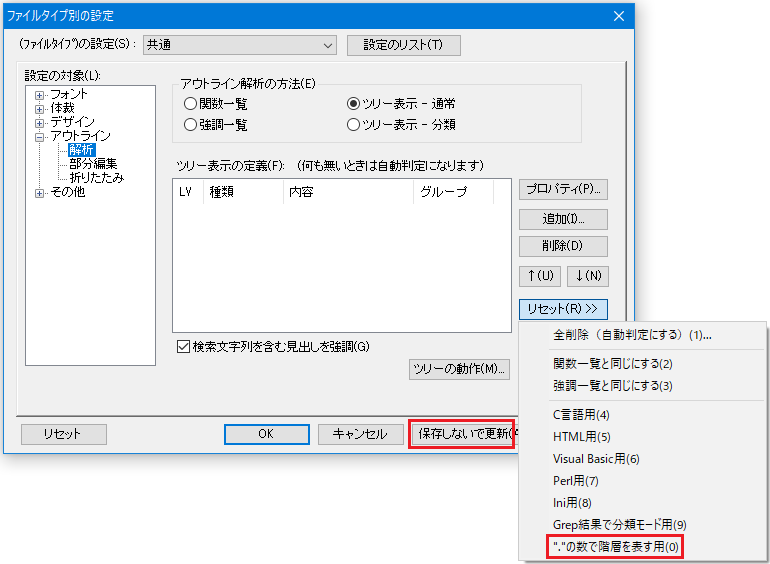 ファイルタイプ別の設定
(ファイルタイプ)の設定(S)： 共通 設定のリスト(T)
設定の対象(L):
フォント
体裁
デザイン
アウトライン
解析
部分編集
折りたたみ
その他
アウトライン解析の方法(E)
関数一覧 ツリー表示 - 通常
強調一覧 ツリー表示 - 分類
ツリー表示の定義(F): (何も無いときは自動判定になります)
LV 種類 内容 グループ
プロパティ(P)...
追加(I)...
削除(D)
↑(U) ↓(N)
リセット(R) >>
検索文字列を含む見出しを強調(G)
ツリーの動作(M)...
リセット OK キャンセル 保存しないで更新(
全削除（自動判定にする）(1)...
関数一覧と同じにする(2)
強調一覧と同じにする(3)
C言語用(4)
HTML用(5)
Visual Basic用(6)
Perl用(7)
Ini用(8)
Grep結果で分類モード用(9)
"."の数で階層を表す用(0)